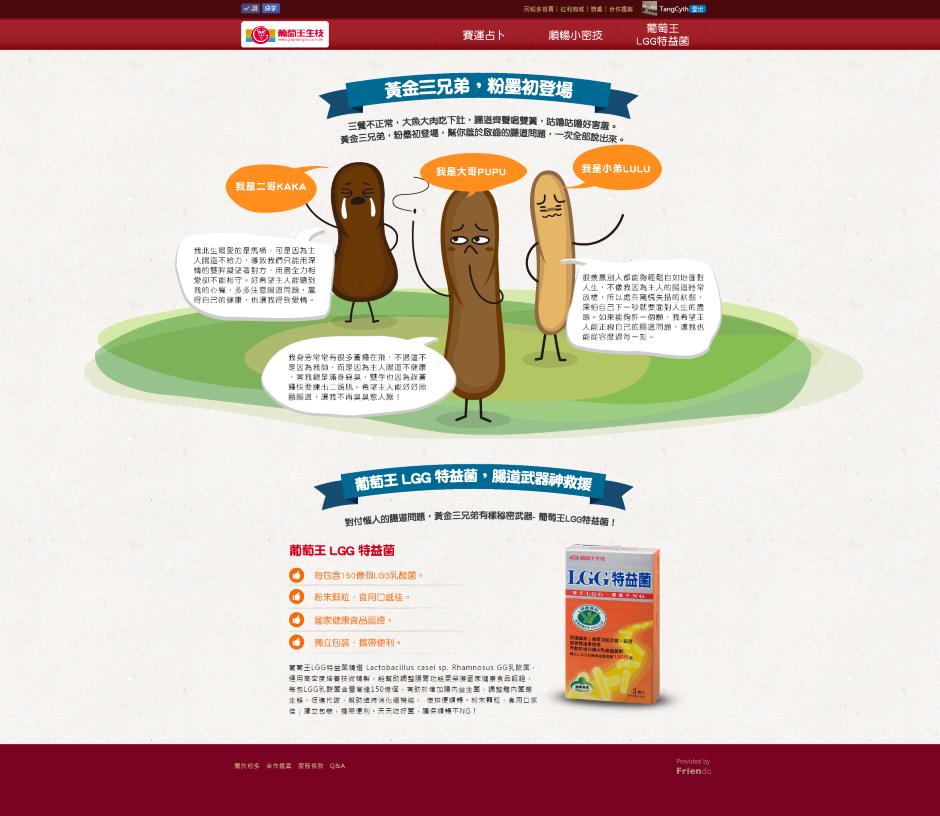 讚 分享
回給多首頁 | 紅利商城 | 戀桌 | 合作提案
TangCyth 登出
葡萄王生技
賽運占卜
順暢小密技
葡萄王
LGG特益菌
黃金三兄弟，粉墨初登場
三餐不正常，大魚大肉吃下肚，腸道齊聲唱雙簧，咕嚕咕嚕好害羞。
黃金三兄弟，粉墨初登場，幫你羞於啟齒的腸道問題，一次全部說出來。
我是二哥KAKA
我是大哥PUPU
我是小弟LULU
我此生最愛的是馬桶，可是因為主
人腸道不給力，導致我們只能用深
情的雙眸凝望著對方，用盡全力相
愛卻不能相守。好希望主人能聽到
我的心聲，多多注意腸道問題，贏
得自己的健康，也讓我得到愛情。
很羨慕別人都能夠輕鬆自如地面對
人生，不像我因為主人的腸道時常
放槍，所以處在驚慌失措的狀態，
深怕自己下一秒就要面對人生的盡
頭。如果能夠許一個願，我希望主
人能正視自己的腸道問題，讓我也
能從容度過每一刻。
我身旁常常有很多蒼蠅在飛，不過這不
是因為我帥，而是因為主人腸道不健康
，害我總是滿身惡臭，雙手也因為趕蒼
蠅快要練出二頭肌。希望主人能好好照
顧腸道，讓我不再臭臭惹人厭！
葡萄王 LGG 特益菌，腸道武器神救援
對付惱人的腸道問題，黃金三兄弟有樣秘密武器- 葡萄王LGG特益菌！
葡萄王 LGG 特益菌
每包含150億個LGG乳酸菌。
粉末顆粒，食用口感佳。
國家健康食品認證。
獨立包裝，攜帶便利。
葡萄王LGG特益菌精選 Lactobacillus casei sp. Rhamnosus GG乳酸菌，
運用高密度培養技術精製，能幫助調整腸胃功能更榮獲國家健康食品認證，
每包LGG乳酸菌含量高達150億個，有助於增加腸內益生菌、調整腸內菌叢
生態、促進代謝，幫助維持消化道機能， 使排便順暢。粉末顆粒，食用口感
佳；獨立包裝，攜帶便利。天天吃好菌，讓你順暢不NG！
葡萄王生技
LGG 特益菌
每天LGG，健康不NG
關於給多 合作提案 服務條款 Q&A
Provided by
Friendo